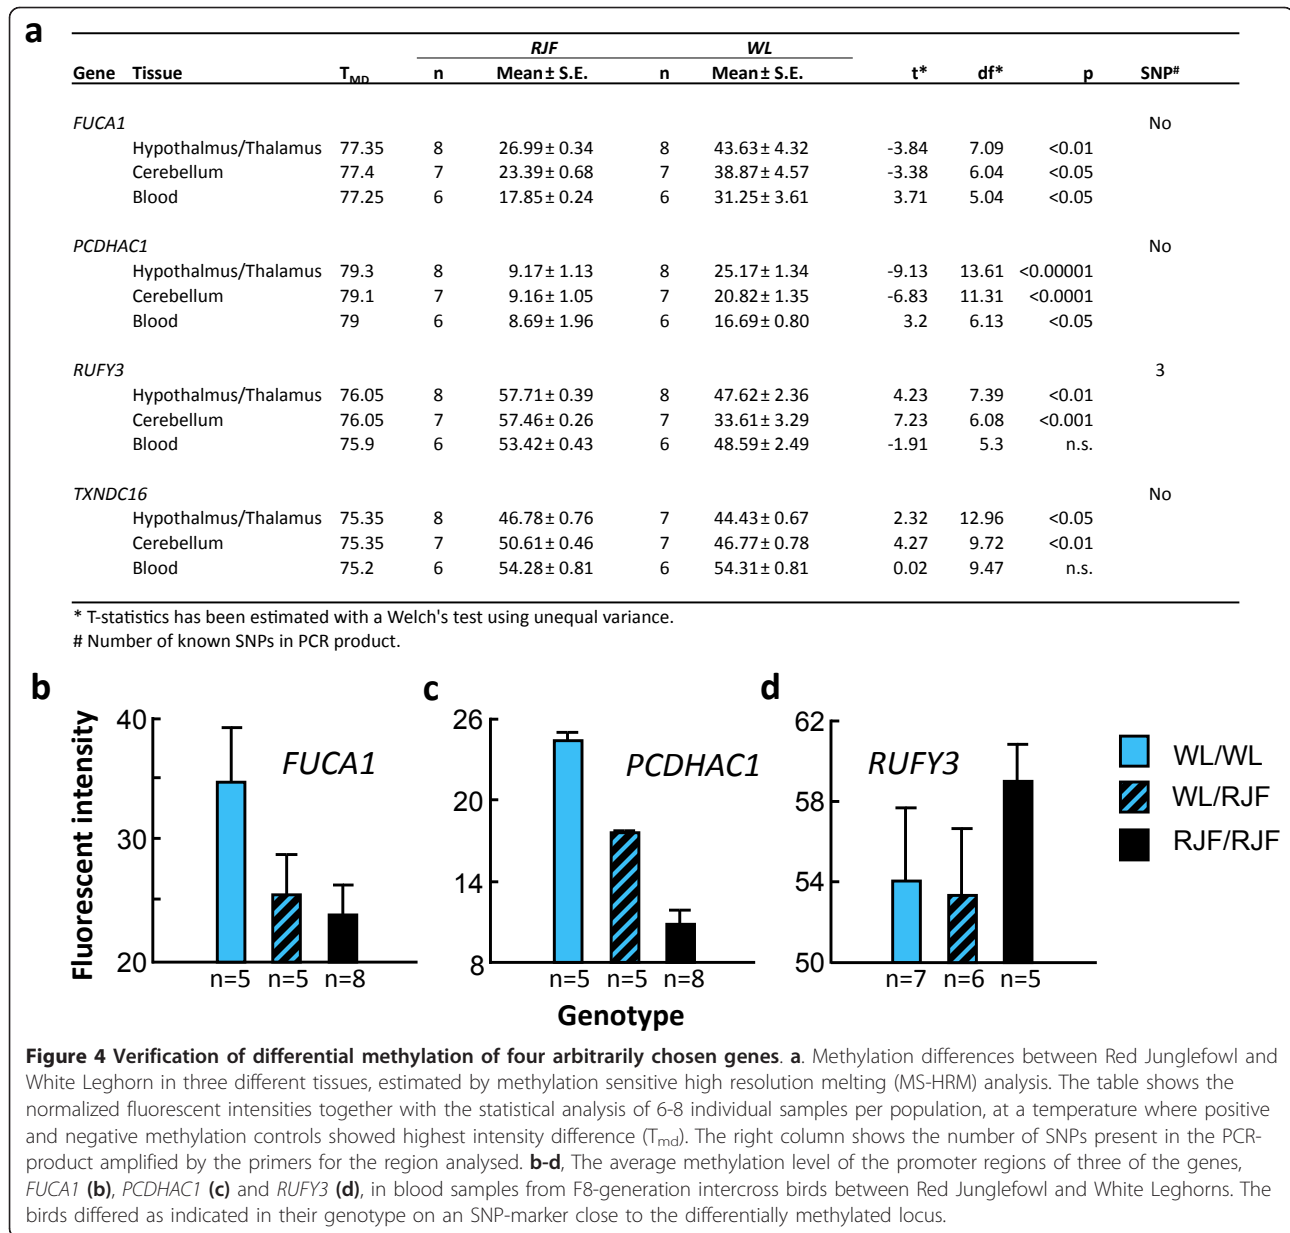 a
RJF WL
Gene Tissue T_MD n Mean ± S.E. n Mean ± S.E. t* df* p SNP#
FUCA1 No
Hypothalmus/Thalamus 77.35 8 26.99 ± 0.34 8 43.63 ± 4.32 -3.84 7.09 <0.01
Cerebellum 77.4 7 23.39 ± 0.68 7 38.87 ± 4.57 -3.38 6.04 <0.05
Blood 77.25 6 17.85 ± 0.24 6 31.25 ± 3.61 3.71 5.04 <0.05
PCDHAC1 No
Hypothalmus/Thalamus 79.3 8 9.17 ± 1.13 8 25.17 ± 1.34 -9.13 13.61 <0.00001
Cerebellum 79.1 7 9.16 ± 1.05 7 20.82 ± 1.35 -6.83 11.31 <0.0001
Blood 79 6 8.69 ± 1.96 6 16.69 ± 0.80 3.2 6.13 <0.05
RUFY3 3
Hypothalmus/Thalamus 76.05 8 57.71 ± 0.39 8 47.62 ± 2.36 4.23 7.39 <0.01
Cerebellum 76.05 7 57.46 ± 0.26 7 33.61 ± 3.29 7.23 6.08 <0.001
Blood 75.9 6 53.42 ± 0.43 6 48.59 ± 2.49 -1.91 5.3 n.s.
TXNDC16 No
Hypothalmus/Thalamus 75.35 8 46.78 ± 0.76 7 44.43 ± 0.67 2.32 12.96 <0.05
Cerebellum 75.35 7 50.61 ± 0.46 7 46.77 ± 0.78 4.27 9.72 <0.01
Blood 75.2 6 54.28 ± 0.81 6 54.31 ± 0.81 0.02 9.47 n.s.
* T-statistics has been estimated with a Welch's test using unequal variance.
# Number of known SNPs in PCR product.
b
Fluorescent intensity
40
30
20
FUCA1
n=5 n=5 n=8
c
26
20
14
8
PCDHAC1
n=5 n=5 n=8
Genotype
d
62
58
54
50
RUFY3
n=7 n=6 n=5
WL/WL
WL/RJF
RJF/RJF
Figure 4 Verification of differential methylation of four arbitrarily chosen genes. a. Methylation differences between Red Junglefowl and
White Leghorn in three different tissues, estimated by methylation sensitive high resolution melting (MS-HRM) analysis. The table shows the
normalized fluorescent intensities together with the statistical analysis of 6-8 individual samples per population, at a temperature where positive
and negative methylation controls showed highest intensity difference (T_md). The right column shows the number of SNPs present in the PCR-
product amplified by the primers for the region analysed. b-d, The average methylation level of the promoter regions of three of the genes,
FUCA1 (b), PCDHAC1 (c) and RUFY3 (d), in blood samples from F8-generation intercross birds between Red Junglefowl and White Leghorns. The
birds differed as indicated in their genotype on an SNP-marker close to the differentially methylated locus.